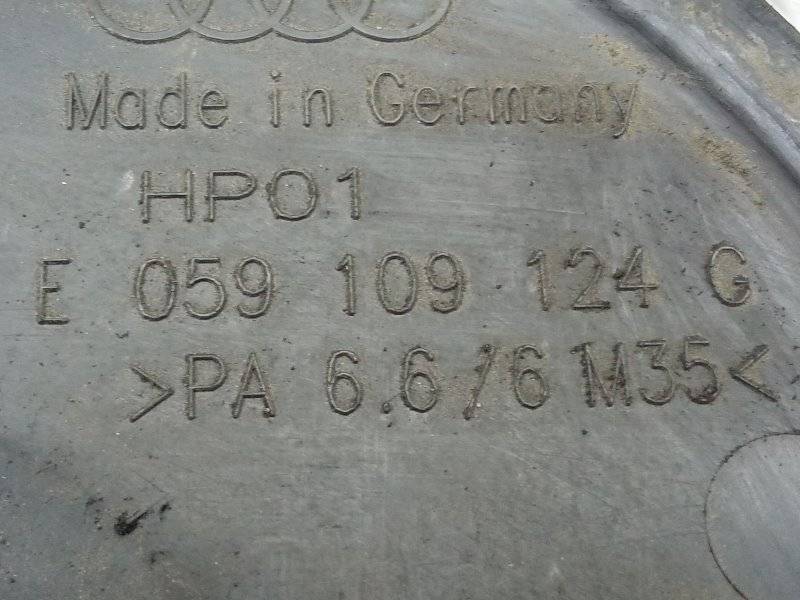 Made in Germany
HP01
E 059 109 124 G
>PA 6.6/6 M35<